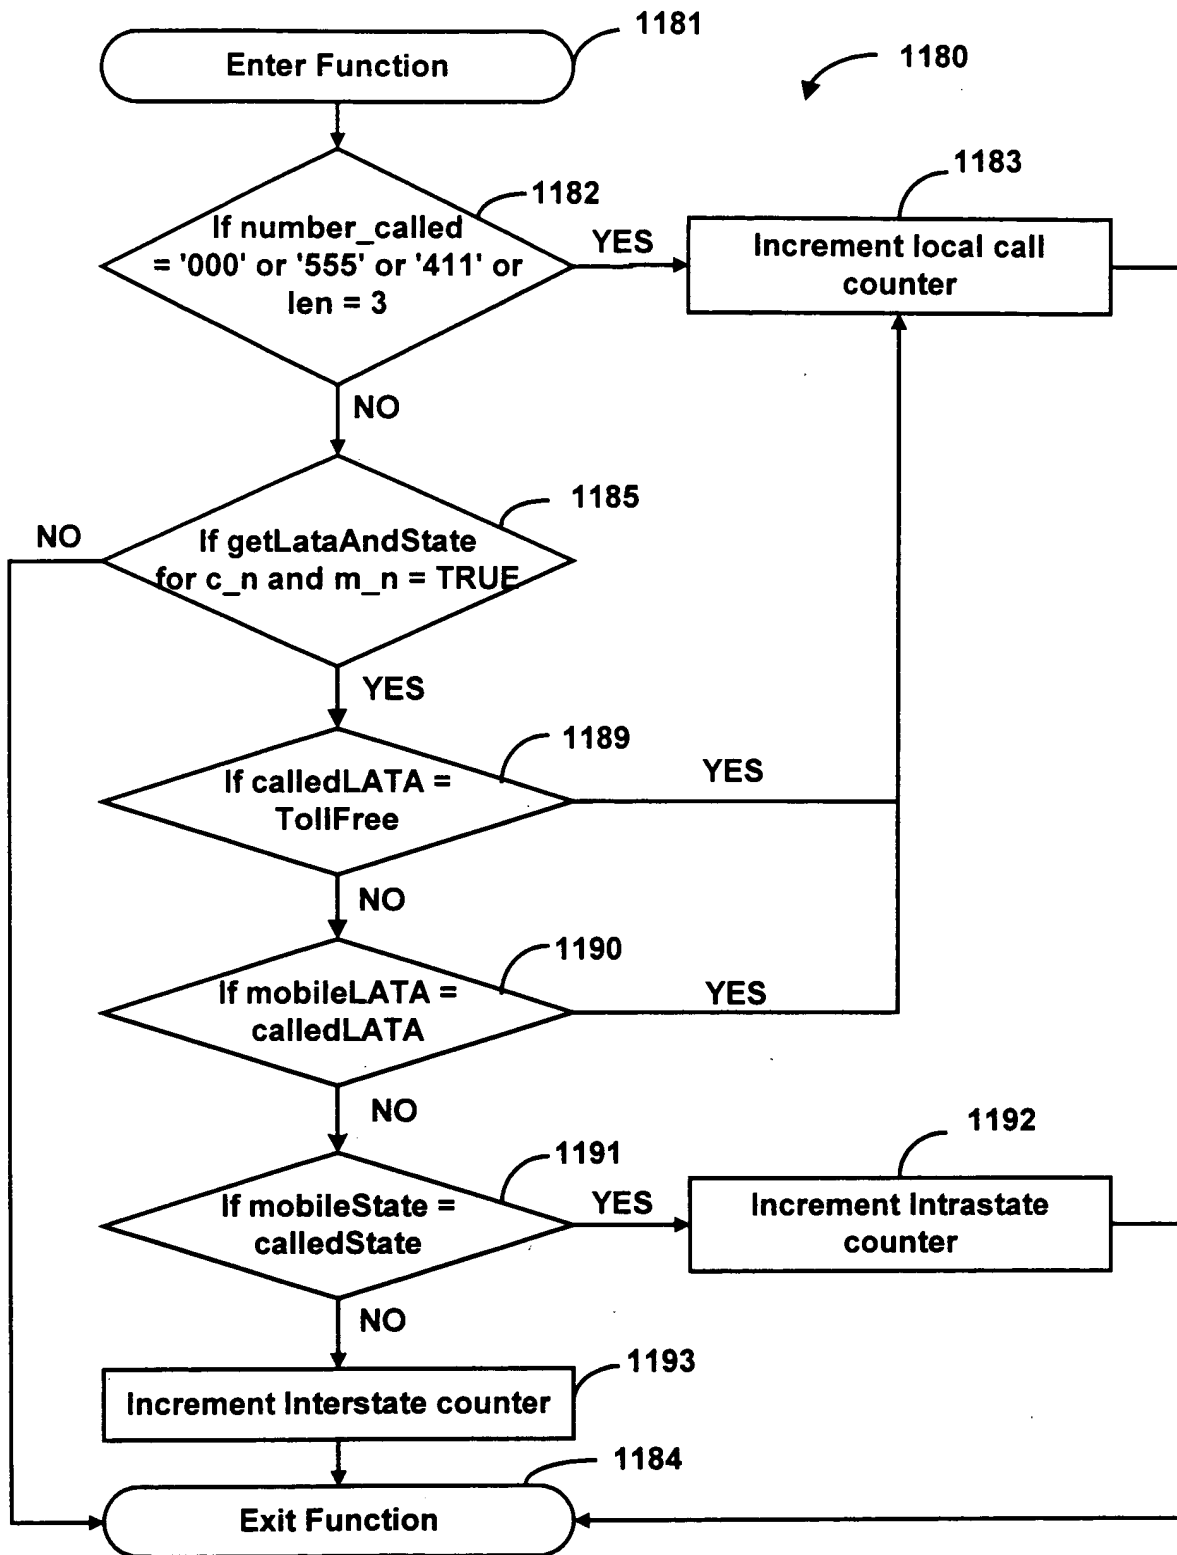 1181
Enter Function
1180
1183
1182
If number_called
= '000' or '555' or '411' or
len = 3
YES
Increment local call
counter
NO
1185
NO
If getLataAndState
for c_n and m_n = TRUE
YES
1189
If calledLATA =
TollFree
YES
NO
1190
If mobileLATA =
calledLATA
YES
NO
1192
1191
If mobileState =
calledState
YES
Increment Intrastate
counter
NO
1193
Increment Interstate counter
1184
Exit Function